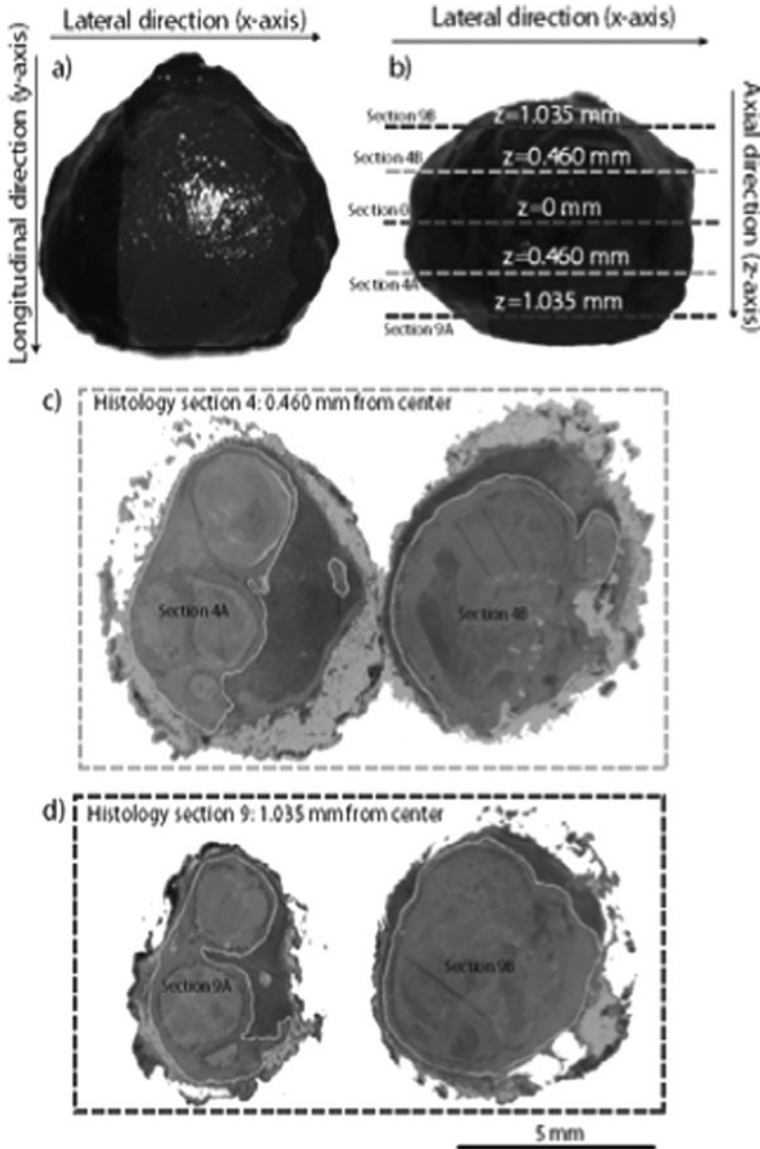 Lateral direction (x-axis)
Longitudinal direction (y-axis)
a)
Lateral direction (x-axis)
b)
Axial direction (z-axis)
Section 9B
z=1.035 mm
Section 4B
z=0.460 mm
Section 0
z=0 mm
z=0.460 mm
Section 4A
z=1.035 mm
Section 9A
c)
Histology section 4: 0.460 mm from center
Section 4A
Section 4B
d)
Histology section 9: 1.035 mm from center
Section 9A
Section 9B
5 mm